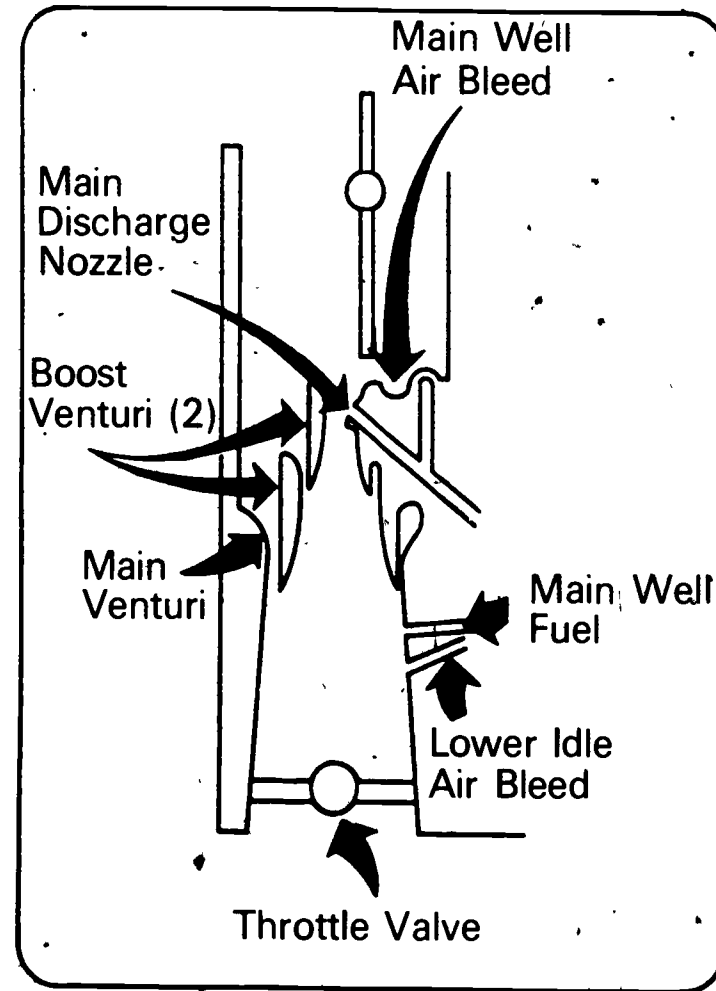 Main Well
Air Bleed
Main
Discharge
Nozzle
Boost
Venturi (2)
Main
Venturi
Main Well
Fuel
Lower Idle
Air Bleed
Throttle Valve